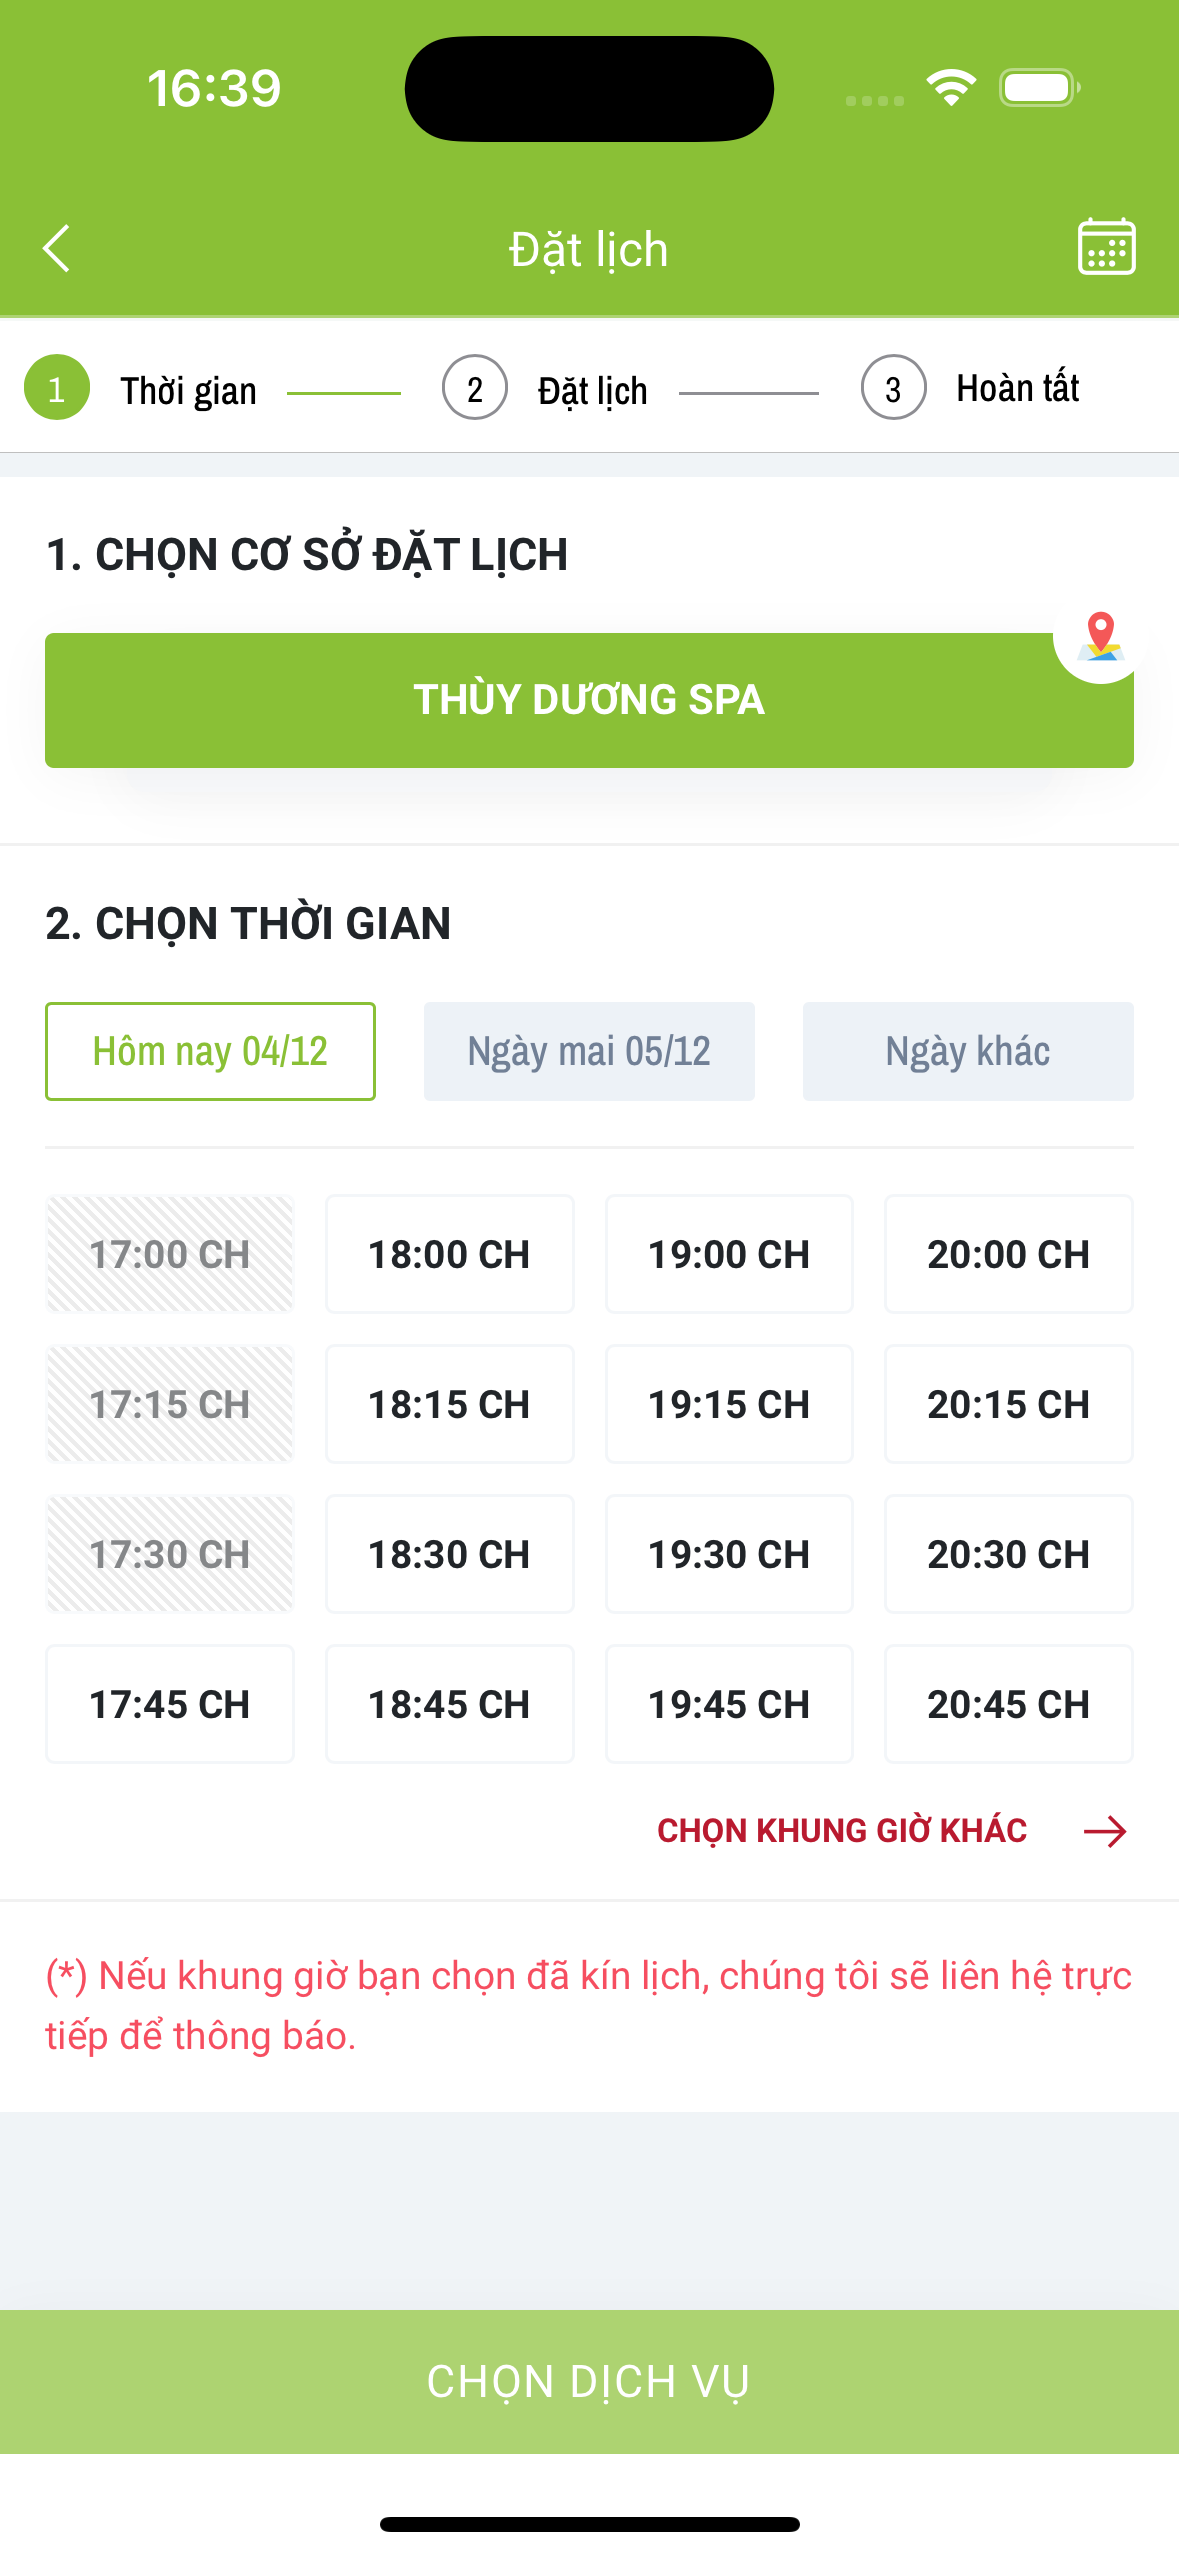 16:39
Đặt lịch
1 Thời gian 2 Đặt lịch 3 Hoàn tất
1. CHỌN CƠ SỞ ĐẶT LỊCH
THÙY DƯƠNG SPA
2. CHỌN THỜI GIAN
Hôm nay 04/12 Ngày mai 05/12 Ngày khác
17:00 CH 18:00 CH 19:00 CH 20:00 CH
17:15 CH 18:15 CH 19:15 CH 20:15 CH
17:30 CH 18:30 CH 19:30 CH 20:30 CH
17:45 CH 18:45 CH 19:45 CH 20:45 CH
CHỌN KHUNG GIỜ KHÁC
(*) Nếu khung giờ bạn chọn đã kín lịch, chúng tôi sẽ liên hệ trực
tiếp để thông báo.
CHỌN DỊCH VỤ